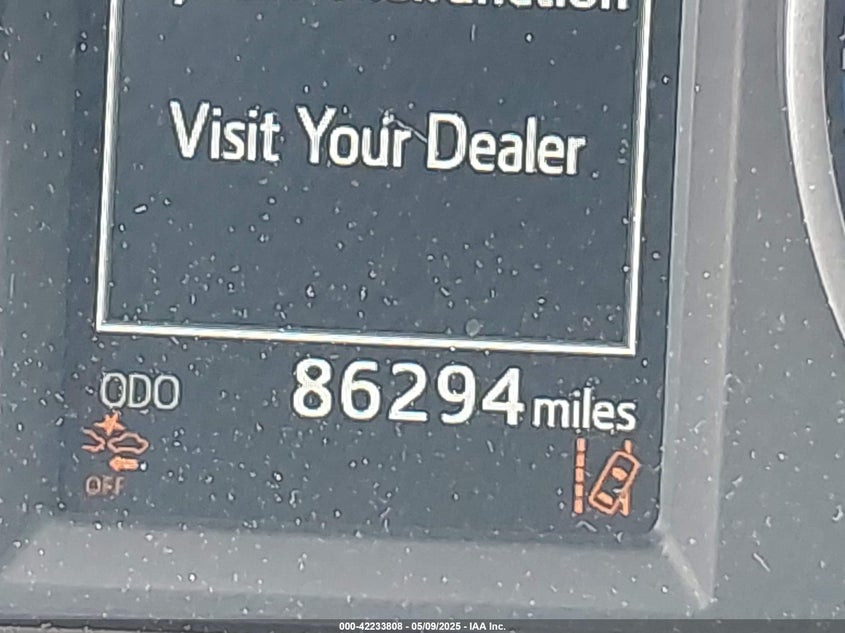 Visit Your Dealer
ODO 86294 miles
OFF
000-42233808 - 05/09/2025 - IAA Inc.